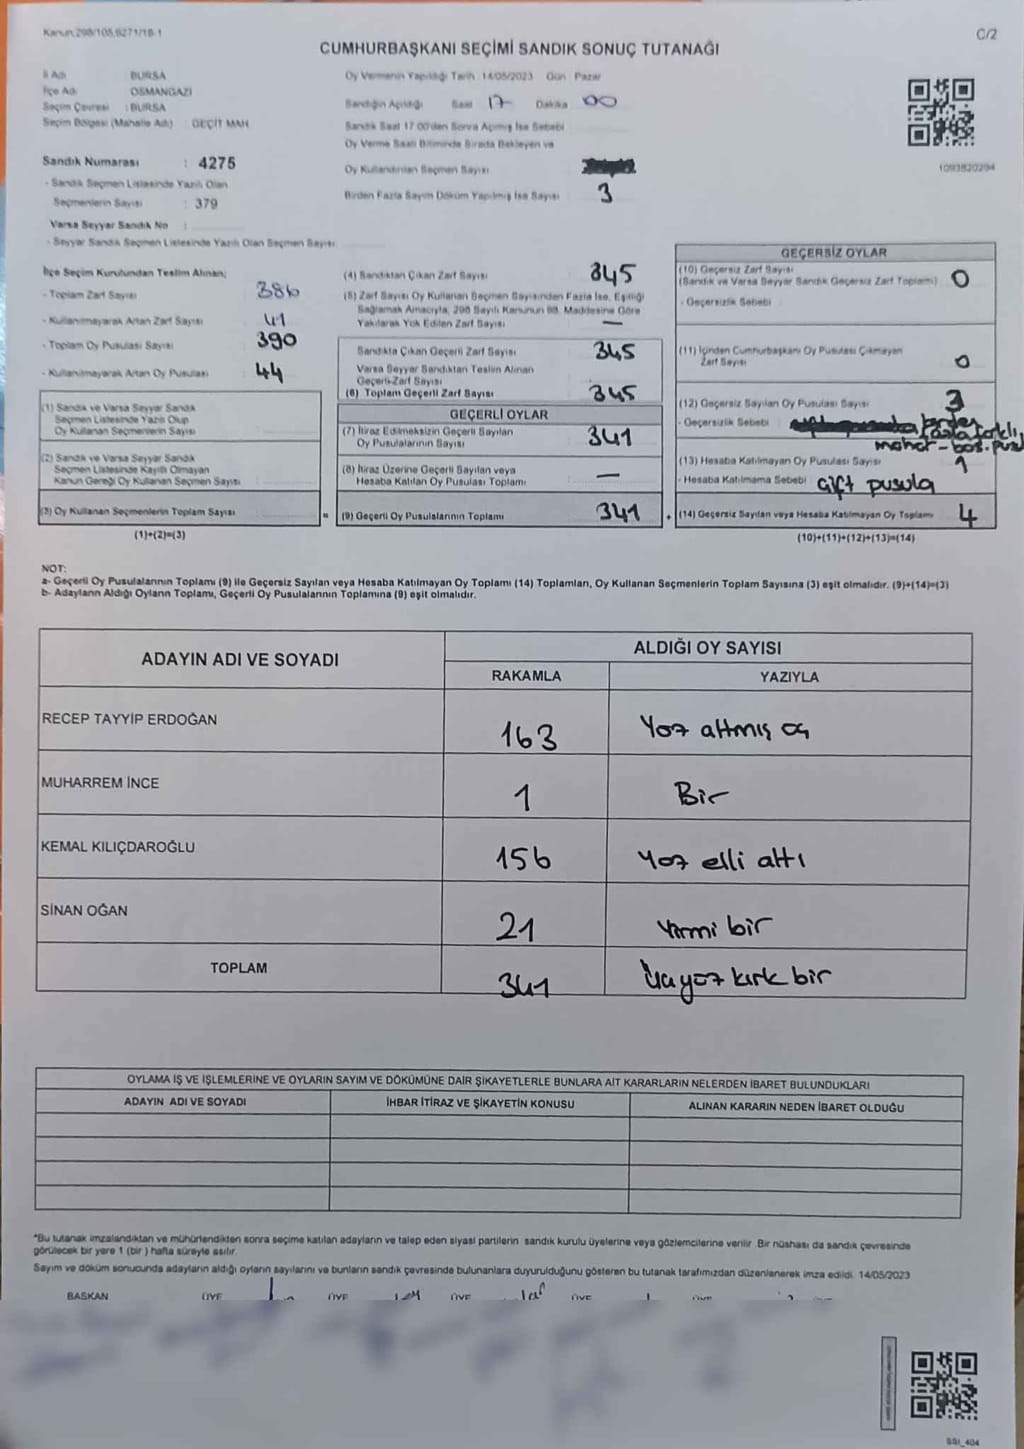 Kanun:298/105,6271/18-1
C/2
CUMHURBAŞKANI SEÇİMİ SANDIK SONUÇ TUTANAĞI
İl Adı BURSA
İlçe Adı OSMANGAZİ
Seçim Çevresi : BURSA
Seçim Bölgesi (Mahalle Adı) : GEÇİT MAH.
Oy Vermenin Yapıldığı Tarih 14/05/2023 Gün : Pazar
Sandığın Açıldığı Saat 17 Dakika 00
Sandık Saat 17.00'den Sonra Açılmış İse Sebebi
Oy Verme Saati Bitiminde Sırada Bekleyen ve
Oy Kullandırılan Seçmen Sayısı
Birden Fazla Sayım Döküm Yapılmış İse Sayısı : 3
1093820294
Sandık Numarası : 4275
- Sandık Seçmen Listesinde Yazılı Olan
Seçmenlerin Sayısı : 379
Varsa Seyyar Sandık No :
- Seyyar Sandık Seçmen Listesinde Yazılı Olan Seçmen Sayısı:
İlçe Seçim Kurulundan Teslim Alınan;
- Toplam Zarf Sayısı 386
- Kullanılmayarak Artan Zarf Sayısı 41
- Toplam Oy Pusulası Sayısı 390
- Kullanılmayarak Artan Oy Pusulası 44
(1) Sandık ve Varsa Seyyar Sandık
Seçmen Listesinde Yazılı Olup
Oy Kullanan Seçmenlerin Sayısı
(2) Sandık ve Varsa Seyyar Sandık
Seçmen Listesinde Kayıtlı Olmayan
Kanun Gereği Oy Kullanan Seçmen Sayısı
(3) Oy Kullanan Seçmenlerin Toplam Sayısı
(1)+(2)=(3)
(4) Sandıktan Çıkan Zarf Sayısı 345
(5) Zarf Sayısı Oy Kullanan Seçmen Sayısından Fazla İse, Eşitliği
Sağlamak Amacıyla, 298 Sayılı Kanunun 98. Maddesine Göre
Yakılarak Yok Edilen Zarf Sayısı —
Sandıkta Çıkan Geçerli Zarf Sayısı 345
Varsa Seyyar Sandıktan Teslim Alınan
Geçerli Zarf Sayısı
(6) Toplam Geçerli Zarf Sayısı 345
GEÇERLİ OYLAR
(7) İtiraz Edilmeksizin Geçerli Sayılan
Oy Pusulalarının Sayısı 341
(8) İtiraz Üzerine Geçerli Sayılan veya
Hesaba Katılan Oy Pusulası Toplamı —
= (9) Geçerli Oy Pusulalarının Toplamı 341 +
GEÇERSİZ OYLAR
(10) Geçersiz Zarf Sayısı
(Sandık ve Varsa Seyyar Sandık Geçersiz Zarf Toplamı) 0
- Geçersizlik Sebebi
(11) İçinden Cumhurbaşkanı Oy Pusulası Çıkmayan
Zarf Sayısı 0
(12) Geçersiz Sayılan Oy Pusulası Sayısı 3
- Geçersizlik Sebebi birden
fazla farklı
mühür - boş. pusu
(13) Hesaba Katılmayan Oy Pusulası Sayısı 1
- Hesaba Katılmama Sebebi Çift pusula
(14) Geçersiz Sayılan veya Hesaba Katılmayan Oy Toplamı 4
(10)+(11)+(12)+(13)=(14)
NOT:
a- Geçerli Oy Pusulalarının Toplamı (9) ile Geçersiz Sayılan veya Hesaba Katılmayan Oy Toplamı (14) Toplamları, Oy Kullanan Seçmenlerin Toplam Sayısına (3) eşit olmalıdır. (9)+(14)=(3)
b- Adayların Aldığı Oyların Toplamı, Geçerli Oy Pusulalarının Toplamına (9) eşit olmalıdır.
ADAYIN ADI VE SOYADI
ALDIĞI OY SAYISI
RAKAMLA YAZIYLA
RECEP TAYYİP ERDOĞAN 163 Yüz altmış üç
MUHARREM İNCE 1 Bir
KEMAL KILIÇDAROĞLU 156 Yüz elli altı
SİNAN OĞAN 21 Yirmi bir
TOPLAM 341 Üçyüz kırk bir
OYLAMA İŞ VE İŞLEMLERİNE VE OYLARIN SAYIM VE DÖKÜMÜNE DAİR ŞİKAYETLERLE BUNLARA AİT KARARLARIN NELERDEN İBARET BULUNDUKLARI
ADAYIN ADI VE SOYADI İHBAR İTİRAZ VE ŞİKAYETİN KONUSU ALINAN KARARIN NEDEN İBARET OLDUĞU
*Bu tutanak imzalandıktan ve mühürlendikten sonra seçime katılan adayların ve talep eden siyasi partilerin sandık kurulu üyelerine veya gözlemcilerine verilir. Bir nüshası da sandık çevresinde
görülecek bir yere 1 (bir ) hafta süreyle asılır.
Sayım ve döküm sonucunda adayların aldığı oyların sayılarını ve bunların sandık çevresinde bulunanlara duyurulduğunu gösteren bu tutanak tarafımızdan düzenlenerek imza edildi. 14/05/2023
BAŞKAN ÜYE ÜYE ÜYE ÜYE ÜYE
SSI_404